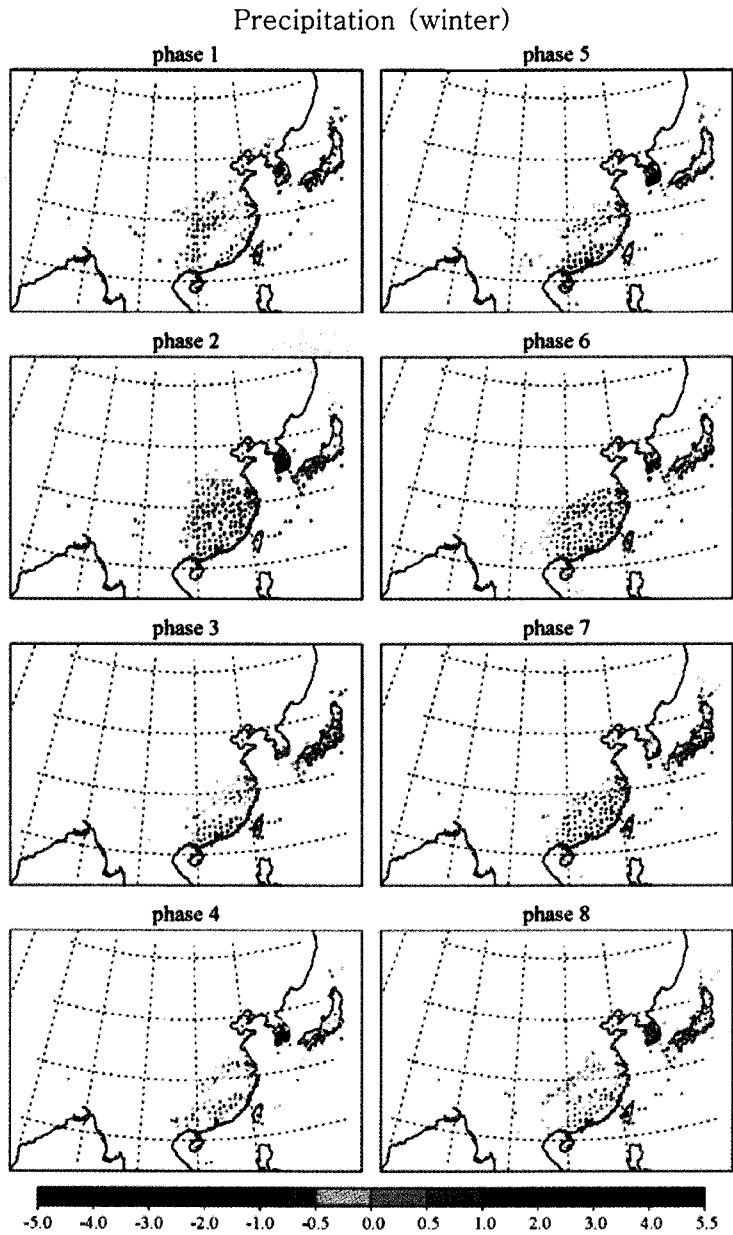 Precipitation (winter)
phase 1
phase 5
phase 2
phase 6
phase 3
phase 7
phase 4
phase 8
-5.0 -4.0 -3.0 -2.0 -1.0 -0.5 0.0 0.5 1.0 2.0 3.0 4.0 5.5